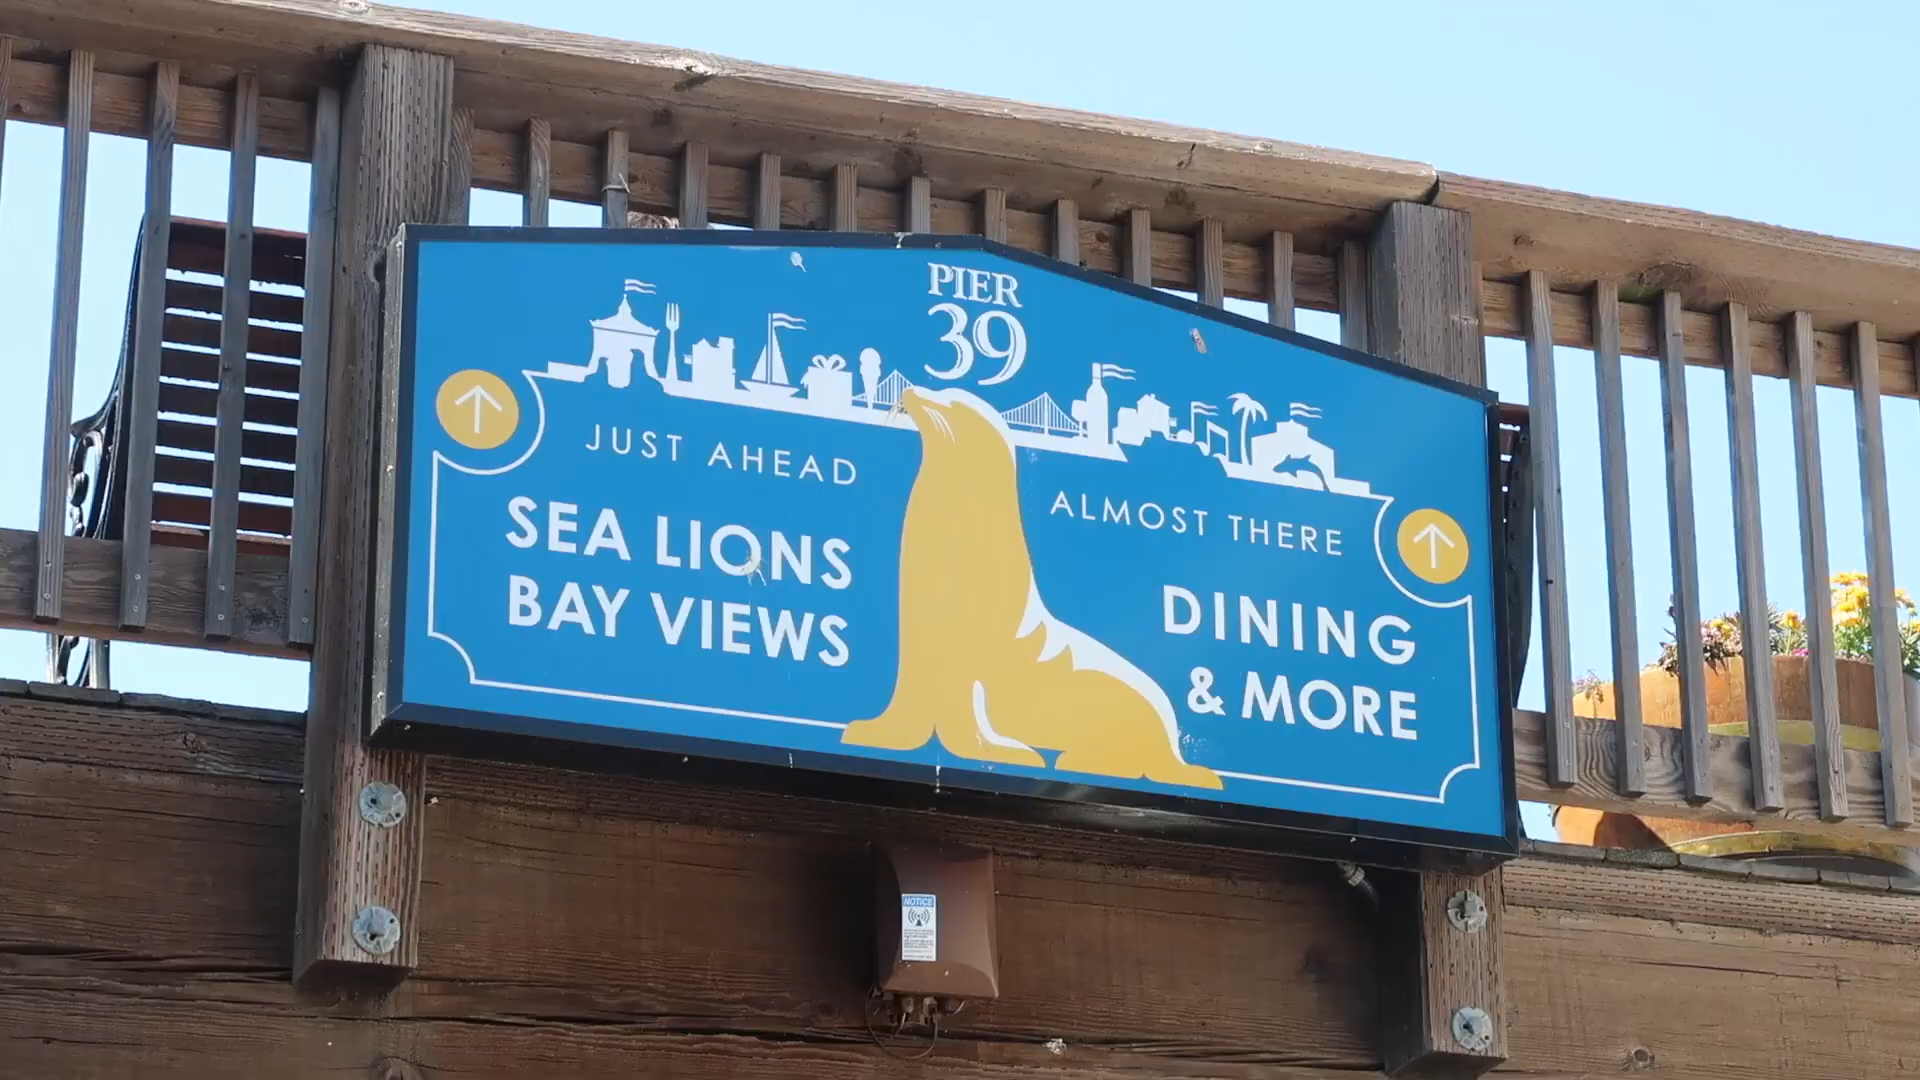 PIER
39
JUST AHEAD
SEA LIONS
BAY VIEWS
ALMOST THERE
DINING
& MORE
NOTICE